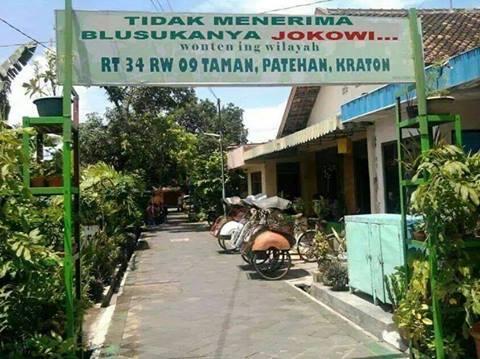 TIDAK MENERIMA
BLUSUKANYA JOKOWI...
wonten ing wilayah
RT 34 RW 09 TAMAN, PATEHAN, KRATON